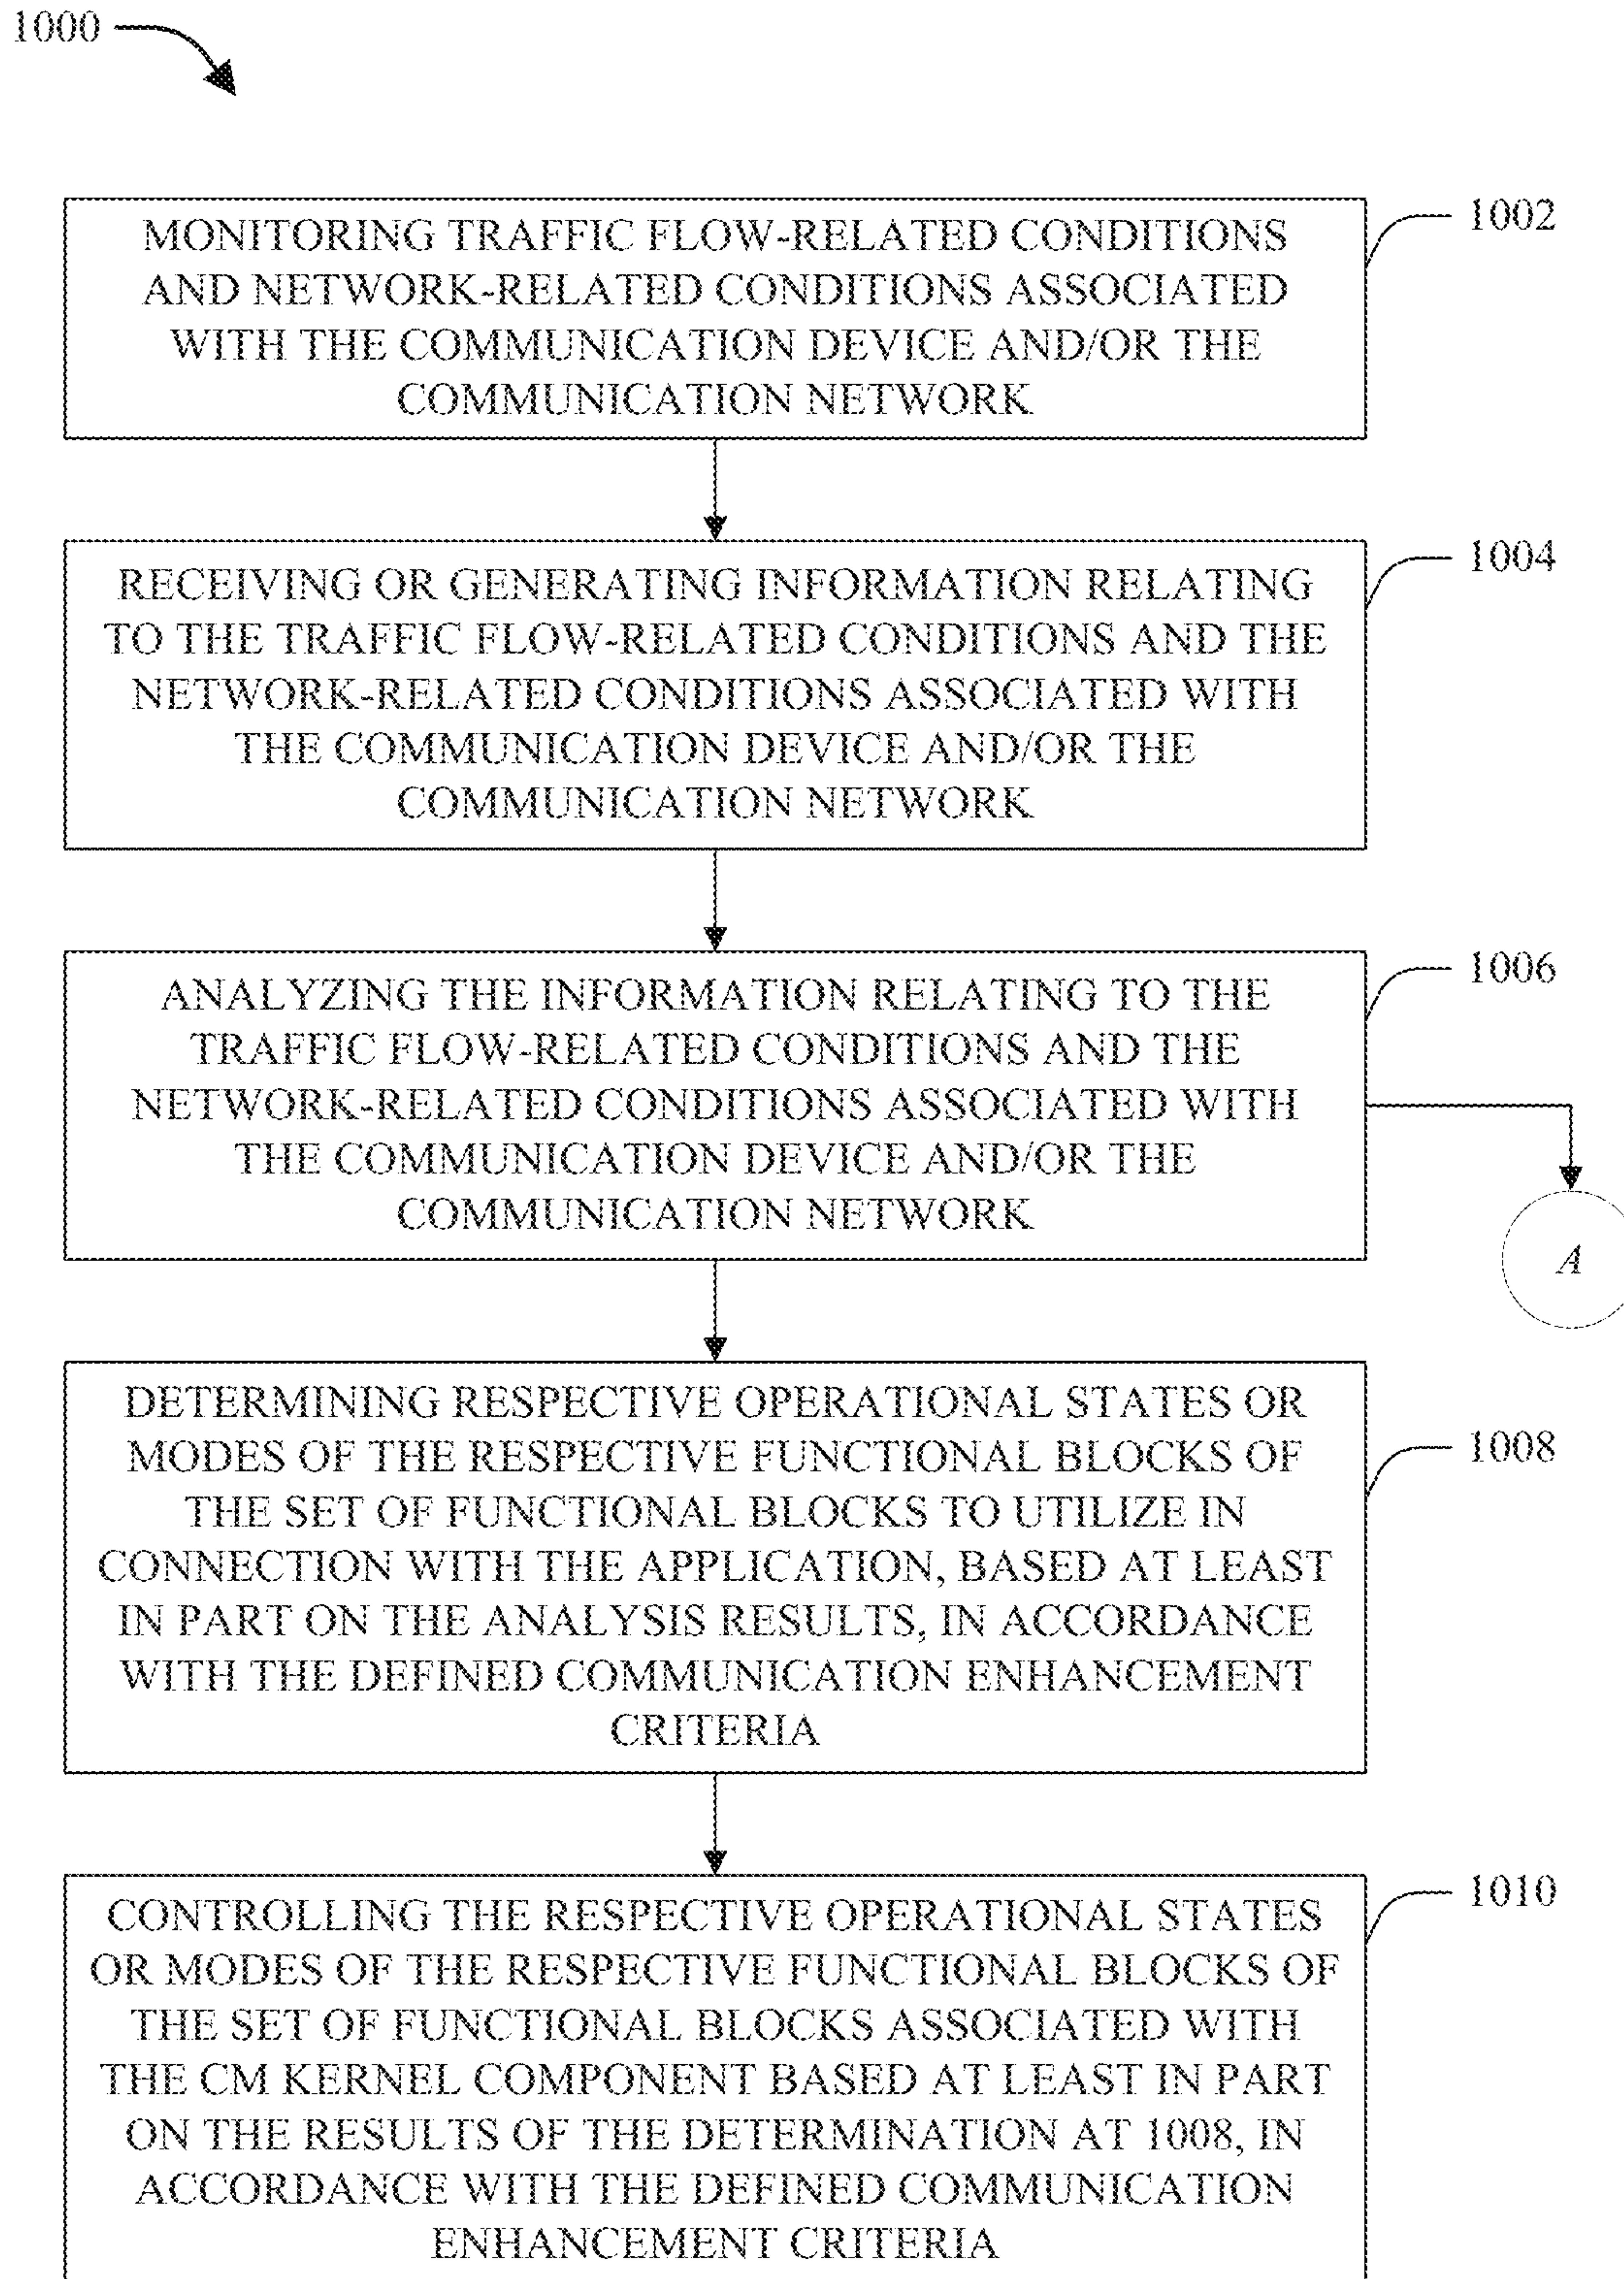 1000
MONITORING TRAFFIC FLOW-RELATED CONDITIONS
AND NETWORK-RELATED CONDITIONS ASSOCIATED
WITH THE COMMUNICATION DEVICE AND/OR THE
COMMUNICATION NETWORK
1002
RECEIVING OR GENERATING INFORMATION RELATING
TO THE TRAFFIC FLOW-RELATED CONDITIONS AND THE
NETWORK-RELATED CONDITIONS ASSOCIATED WITH
THE COMMUNICATION DEVICE AND/OR THE
COMMUNICATION NETWORK
1004
ANALYZING THE INFORMATION RELATING TO THE
TRAFFIC FLOW-RELATED CONDITIONS AND THE
NETWORK-RELATED CONDITIONS ASSOCIATED WITH
THE COMMUNICATION DEVICE AND/OR THE
COMMUNICATION NETWORK
1006
A
DETERMINING RESPECTIVE OPERATIONAL STATES OR
MODES OF THE RESPECTIVE FUNCTIONAL BLOCKS OF
THE SET OF FUNCTIONAL BLOCKS TO UTILIZE IN
CONNECTION WITH THE APPLICATION, BASED AT LEAST
IN PART ON THE ANALYSIS RESULTS, IN ACCORDANCE
WITH THE DEFINED COMMUNICATION ENHANCEMENT
CRITERIA
1008
CONTROLLING THE RESPECTIVE OPERATIONAL STATES
OR MODES OF THE RESPECTIVE FUNCTIONAL BLOCKS OF
THE SET OF FUNCTIONAL BLOCKS ASSOCIATED WITH
THE CM KERNEL COMPONENT BASED AT LEAST IN PART
ON THE RESULTS OF THE DETERMINATION AT 1008, IN
ACCORDANCE WITH THE DEFINED COMMUNICATION
ENHANCEMENT CRITERIA
1010